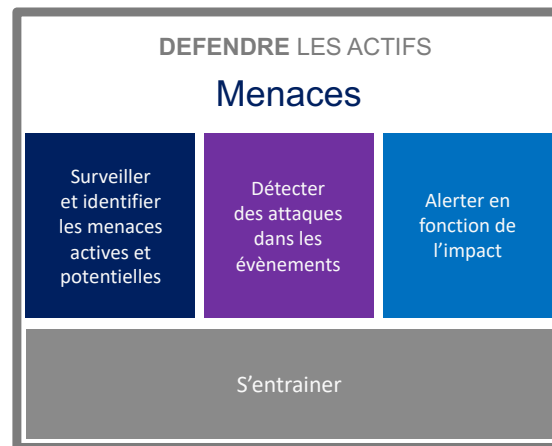 DEFENDRE LES ACTIFS
Menaces
Surveiller
et identifier
les menaces
actives et
potentielles
Détecter
des attaques
dans les
évènements
Alerter en
fonction de
l’impact
S’entrainer